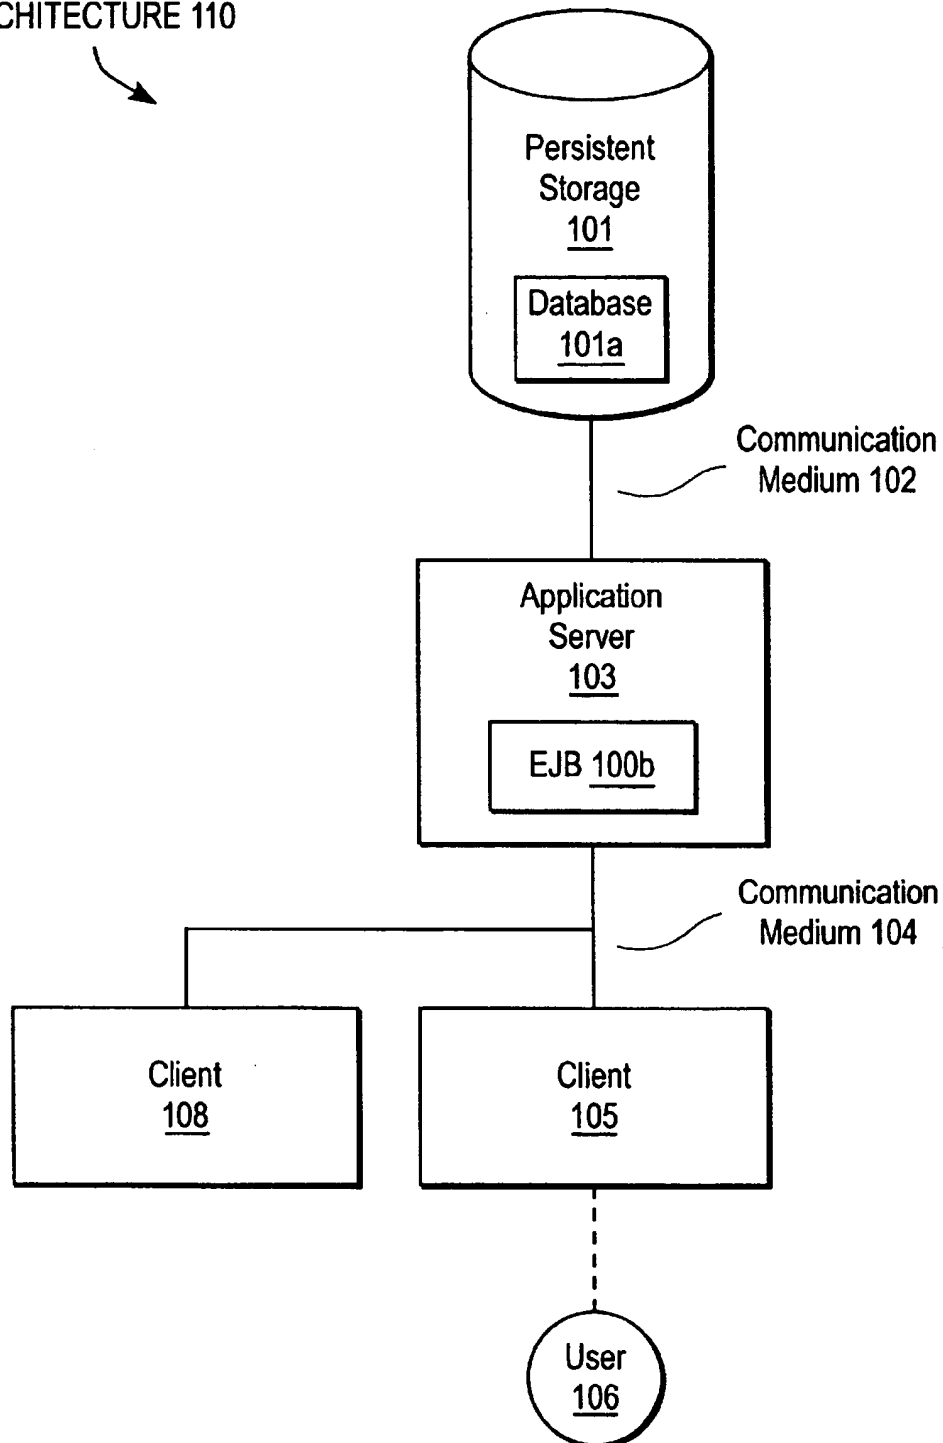 CHITECTURE 110
Persistent
Storage
101
Database
101a
Communication
Medium 102
Application
Server
103
EJB 100b
Communication
Medium 104
Client
108
Client
105
User
106